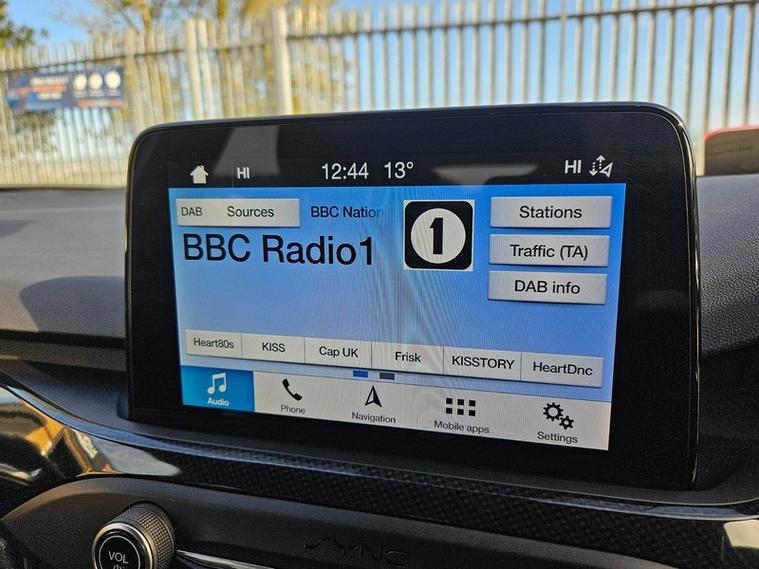 HI 12:44 13° HI
DAB Sources BBC Nation 1 Stations
BBC Radio1
Traffic (TA)
DAB info
Heart80s KISS Cap UK Frisk KISSTORY HeartDnc
Audio Phone Navigation Mobile apps Settings
VOL
SYNC